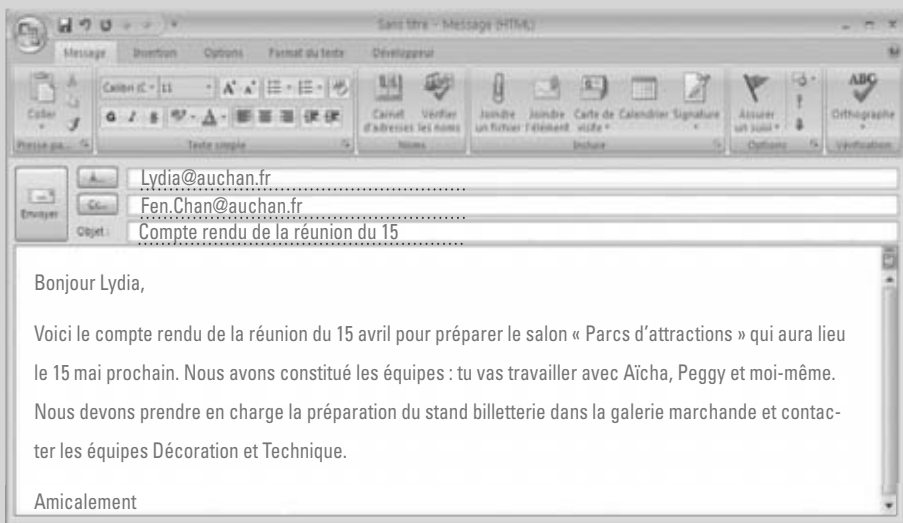 Sans titre - Message (HTML)
Message Insertion Options Format du texte Développeur
Calibri (C 11
Coller
G I S
Carnet d'adresses
Vérifier les noms
Joindre un fichier
Joindre l'élément
Carte de visite
Calendrier
Signature
Assurer un suivi
ABC
Orthographe
Presse-pa... Texte simple Noms Inclure Options Vérification
Envoyer
À... Lydia@auchan.fr
Cc... Fen.Chan@auchan.fr
Objet : Compte rendu de la réunion du 15
Bonjour Lydia,
Voici le compte rendu de la réunion du 15 avril pour préparer le salon « Parcs d’attractions » qui aura lieu
le 15 mai prochain. Nous avons constitué les équipes : tu vas travailler avec Aïcha, Peggy et moi-même.
Nous devons prendre en charge la préparation du stand billetterie dans la galerie marchande et contac-
ter les équipes Décoration et Technique.
Amicalement